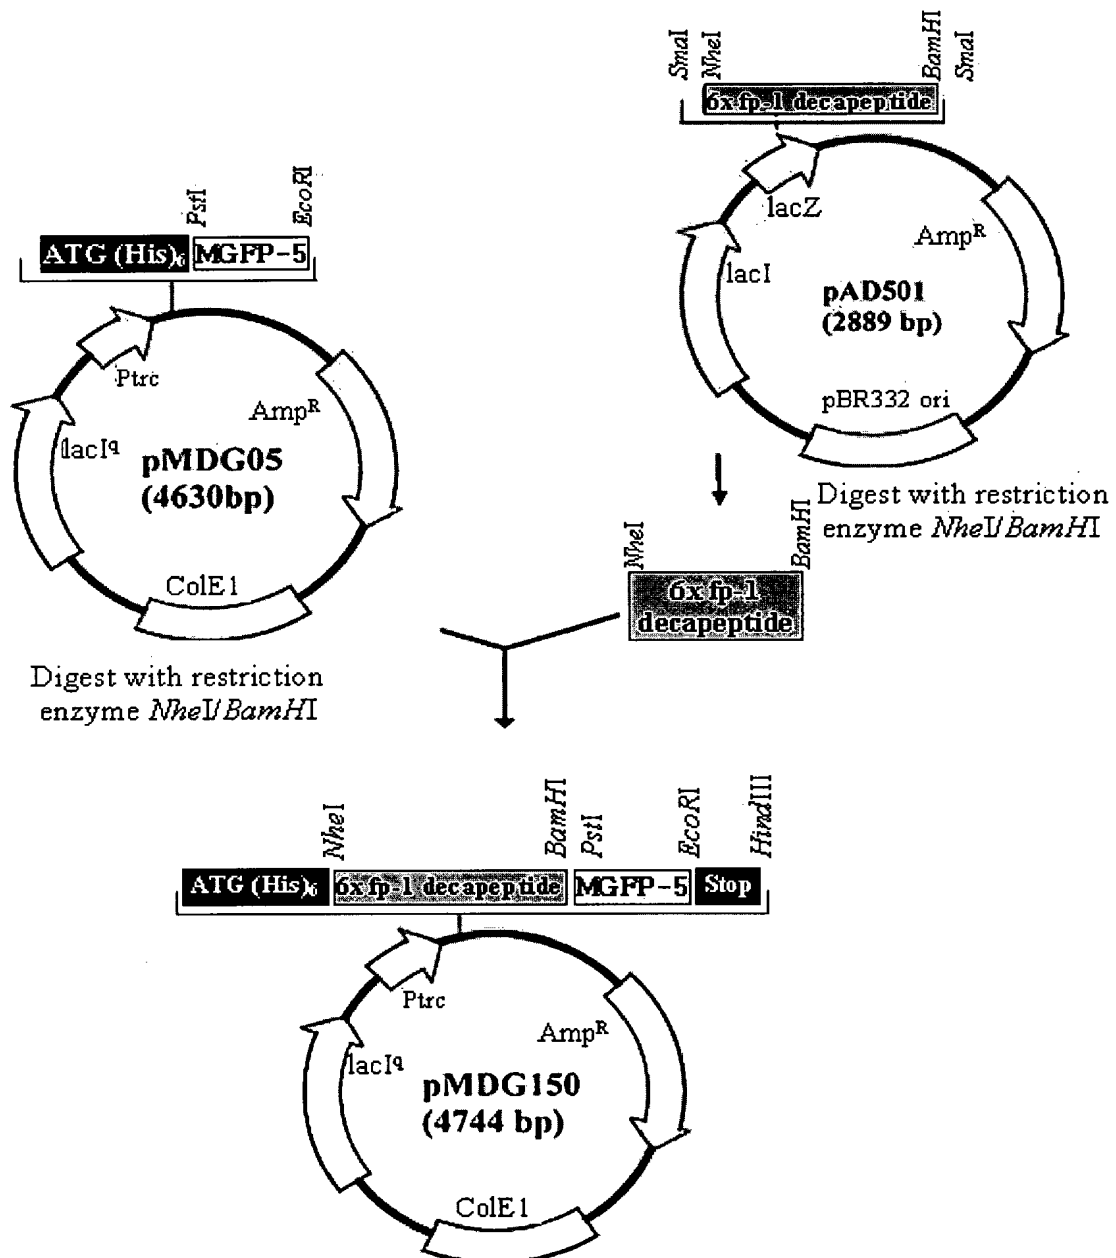 SmaI
NheI
BamHI
SmaI
6x fp-1 decapeptide
lacZ
AmpR
lacI
pAD501
(2889 bp)
pBR332 ori
Digest with restriction
enzyme NheI/BamHI
PstI
EcoRI
ATG (His)6
MGFP-5
Ptrc
AmpR
lacIq
pMDG05
(4630bp)
ColE1
Digest with restriction
enzyme NheI/BamHI
NheI
BamHI
6x fp-1
decapeptide
NheI
BamHI
PstI
EcoRI
HindIII
ATG (His)6
6x fp-1 decapeptide
MGFP-5
Stop
Ptrc
AmpR
lacIq
pMDG150
(4744 bp)
ColE1